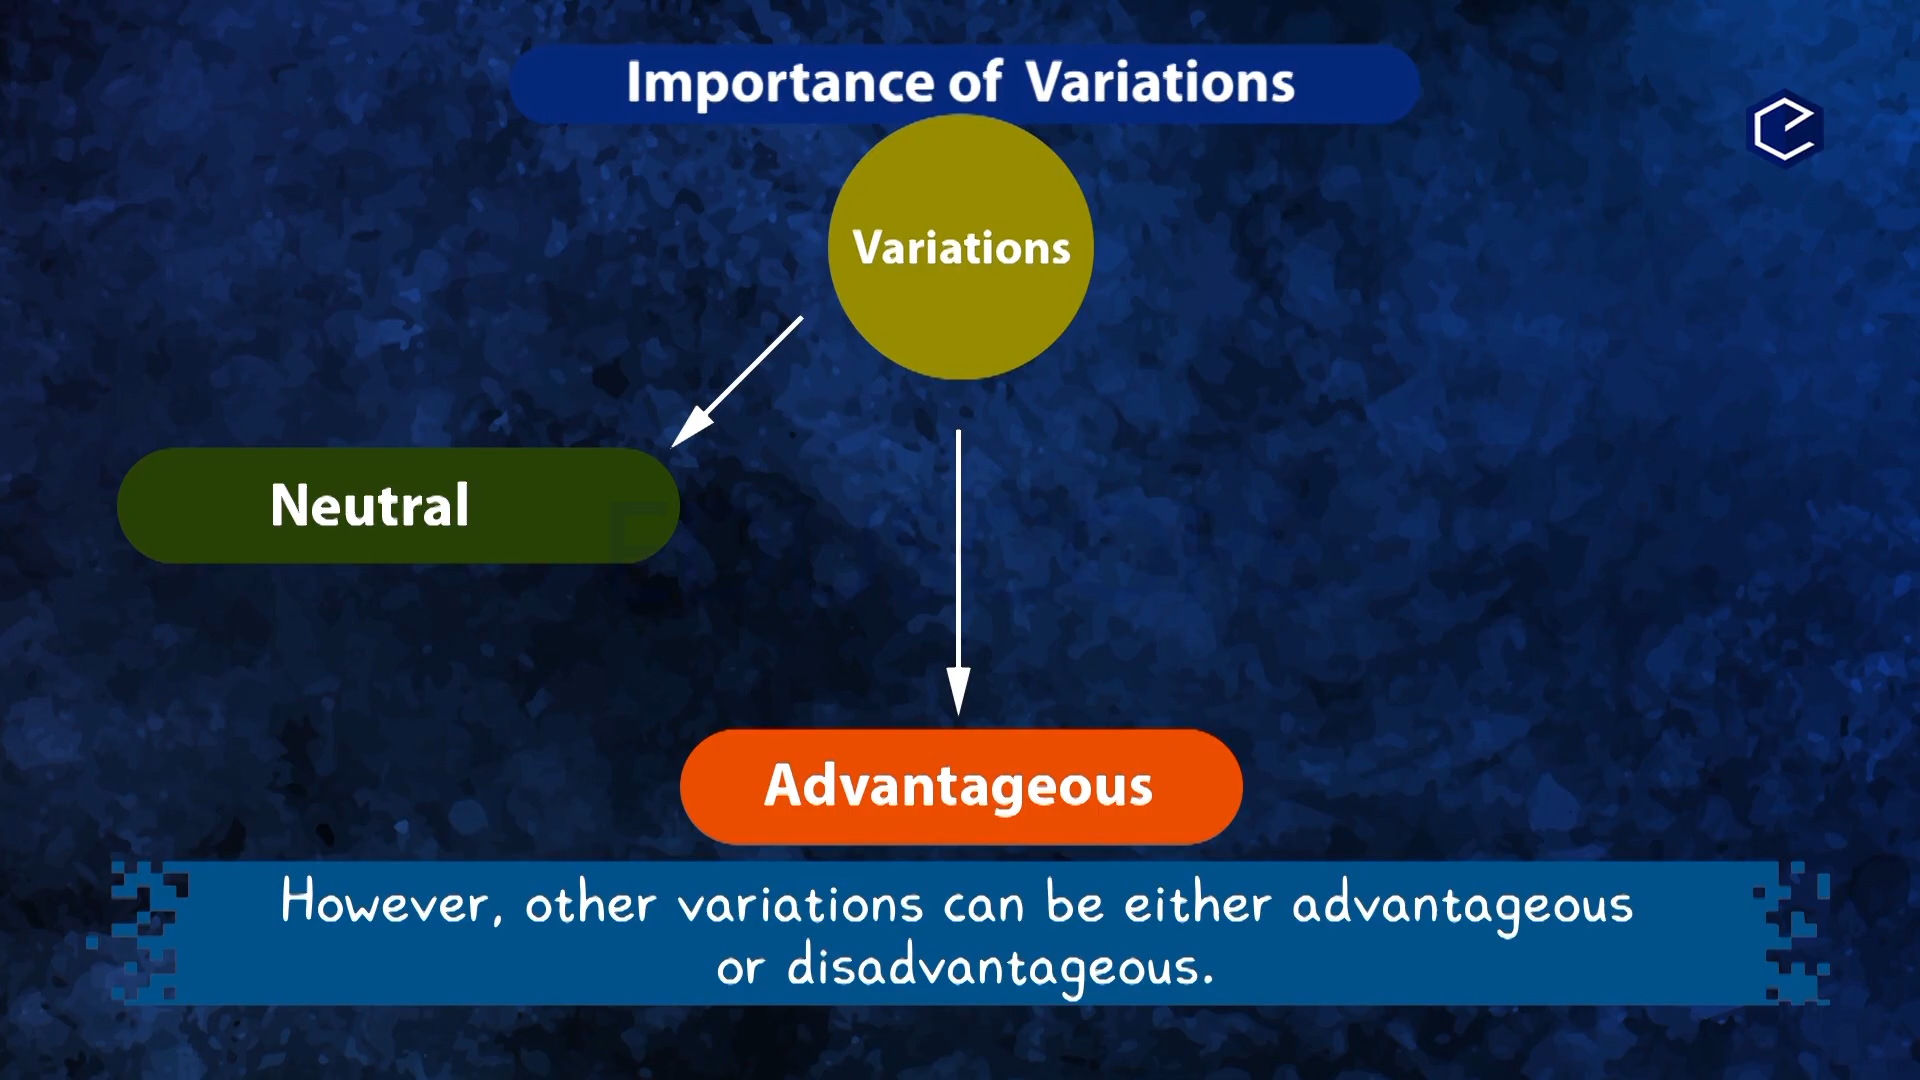 Importance of Variations
Variations
Neutral
Advantageous
However, other variations can be either advantageous
or disadvantageous.